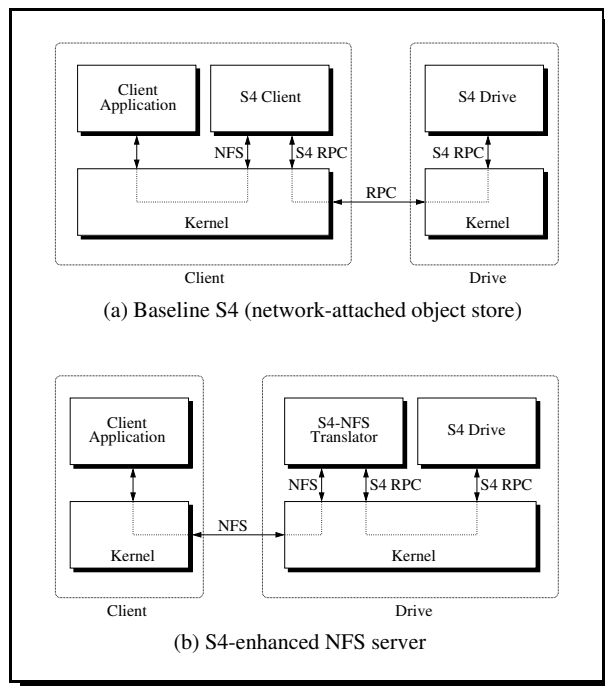 Client
Application
S4 Client
S4 Drive
NFS
S4 RPC
S4 RPC
Kernel
RPC
Kernel
Client
Drive
(a) Baseline S4 (network-attached object store)
Client
Application
S4-NFS
Translator
S4 Drive
NFS
S4 RPC
S4 RPC
Kernel
NFS
Kernel
Client
Drive
(b) S4-enhanced NFS server